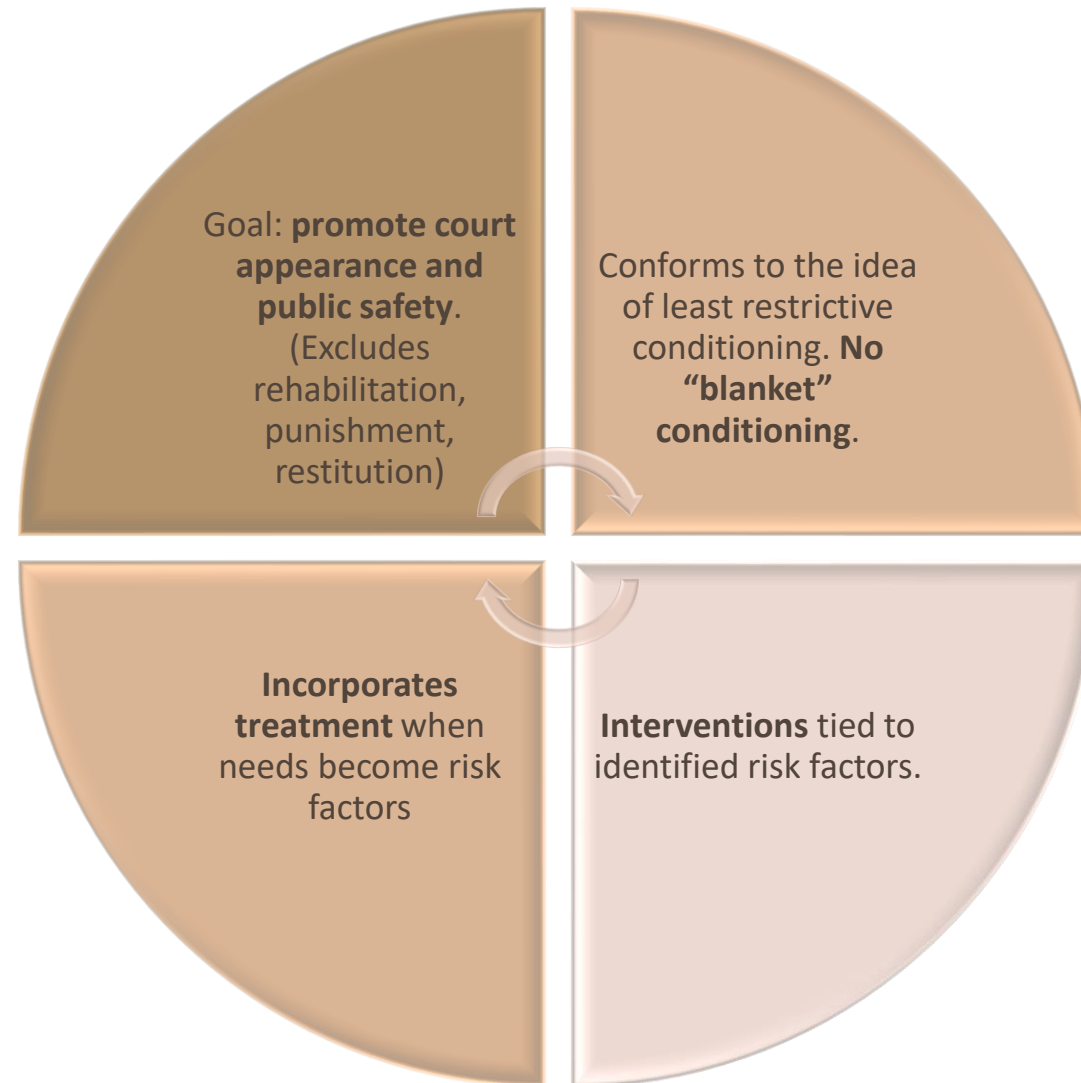 Goal: promote court
appearance and
public safety.
(Excludes
rehabilitation,
punishment,
restitution)
Conforms to the idea
of least restrictive
conditioning. No
“blanket”
conditioning.
Incorporates
treatment when
needs become risk
factors
Interventions tied to
identified risk factors.